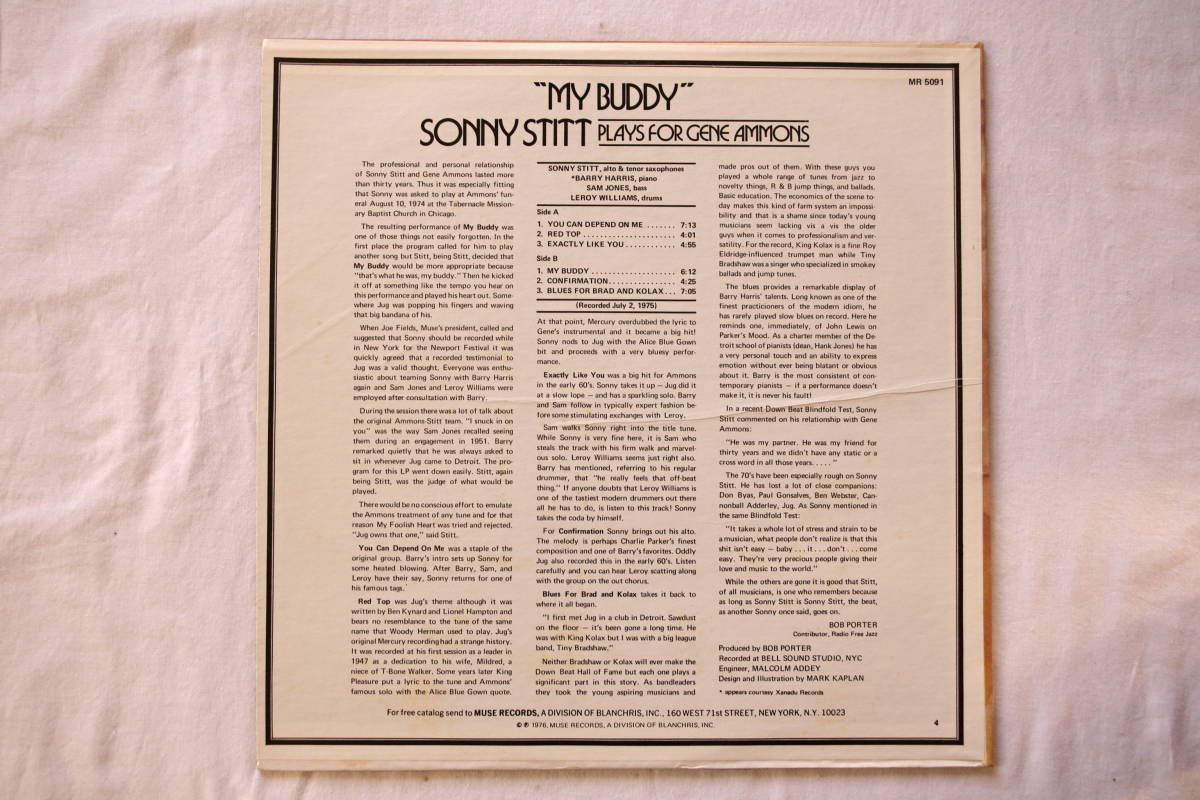 MR 5091
"MY BUDDY"
SONNY STITT PLAYS FOR GENE AMMONS
The professional and personal relationship
of Sonny Stitt and Gene Ammons lasted more
than thirty years. Thus it was especially fitting
that Sonny was asked to play at Ammons' fun-
eral August 10, 1974 at the Tabernacle Mission-
ary Baptist Church in Chicago.
The resulting performance of My Buddy was
one of those things not easily forgotten. In the
first place the program called for him to play
another song but Stitt, being Stitt, decided that
My Buddy would be more appropriate because
"that's what he was, my buddy." Then he kicked
it off at something like the tempo you hear on
this performance and played his heart out. Some-
where Jug was popping his fingers and waving
that big bandana of his.
When Joe Fields, Muse's president, called and
suggested that Sonny should be recorded while
in New York for the Newport Festival it was
quickly agreed that a recorded testimonial to
Jug was a valid thought. Everyone was enthu-
siastic about teaming Sonny with Barry Harris
again and Sam Jones and Leroy Williams were
employed after consultation with Barry.
During the session there was a lot of talk about
the original Ammons-Stitt team. "I snuck in on
you" was the way Sam Jones recalled seeing
them during an engagement in 1951. Barry
remarked quietly that he was always asked to
sit in whenever Jug came to Detroit. The pro-
gram for this LP went down easily. Stitt, again
being Stitt, was the judge of what would be
played.
There would be no conscious effort to emulate
the Ammons treatment of any tune and for that
reason My Foolish Heart was tried and rejected.
"Jug owns that one," said Stitt.
You Can Depend On Me was a staple of the
original group. Barry's intro sets up Sonny for
some heated blowing. After Barry, Sam, and
Leroy have their say, Sonny returns for one of
his famous tags.
Red Top was Jug's theme although it was
written by Ben Kynard and Lionel Hampton and
bears no resemblance to the tune of the same
name that Woody Herman used to play. Jug's
original Mercury recording had a strange history.
It was recorded at his first session as a leader in
1947 as a dedication to his wife, Mildred, a
niece of T-Bone Walker. Some years later King
Pleasure put a lyric to the tune and Ammons'
famous solo with the Alice Blue Gown quote.
SONNY STITT, alto & tenor saxophones
*BARRY HARRIS, piano
SAM JONES, bass
LEROY WILLIAMS, drums
Side A
1. YOU CAN DEPEND ON ME ....... 7:13
2. RED TOP .................... 4:01
3. EXACTLY LIKE YOU ............ 4:55
Side B
1. MY BUDDY .................... 6:12
2. CONFIRMATION................ 4:25
3. BLUES FOR BRAD AND KOLAX... 7:05
(Recorded July 2, 1975)
At that point, Mercury overdubbed the lyric to
Gene's instrumental and it became a big hit!
Sonny nods to Jug with the Alice Blue Gown
bit and proceeds with a very bluesy perfor-
mance.
Exactly Like You was a big hit for Ammons
in the early 60's. Sonny takes it up — Jug did it
at a slow lope — and has a sparkling solo. Barry
and Sam follow in typically expert fashion be-
fore some stimulating exchanges with Leroy.
Sam walks Sonny right into the title tune.
While Sonny is very fine here, it is Sam who
steals the track with his firm walk and marvel-
ous solo. Leroy Williams seems just right also.
Barry has mentioned, referring to his regular
drummer, that "he really feels that off-beat
thing." If anyone doubts that Leroy Williams is
one of the tastiest modern drummers out there
all he has to do, is listen to this track! Sonny
takes the coda by himself.
For Confirmation Sonny brings out his alto.
The melody is perhaps Charlie Parker's finest
composition and one of Barry's favorites. Oddly
Jug also recorded this in the early 60's. Listen
carefully and you can hear Leroy scatting along
with the group on the out chorus.
Blues For Brad and Kolax takes it back to
where it all began.
"I first met Jug in a club in Detroit. Sawdust
on the floor — it's been gone a long time. He
was with King Kolax but I was with a big league
band, Tiny Bradshaw."
Neither Bradshaw or Kolax will ever make the
Down Beat Hall of Fame but each one plays a
significant part in this story. As bandleaders
they took the young aspiring musicians and
made pros out of them. With these guys you
played a whole range of tunes from jazz to
novelty things, R & B jump things, and ballads.
Basic education. The economics of the scene to-
day makes this kind of farm system an impossi-
bility and that is a shame since today's young
musicians seem lacking vis a vis the older
guys when it comes to professionalism and ver-
satility. For the record, King Kolax is a fine Roy
Eldridge-influenced trumpet man while Tiny
Bradshaw was a singer who specialized in smokey
ballads and jump tunes.
The blues provides a remarkable display of
Barry Harris' talents. Long known as one of the
finest practicioners of the modern idiom, he
has rarely played slow blues on record. Here he
reminds one, immediately, of John Lewis on
Parker's Mood. As a charter member of the De-
troit school of pianists (dean, Hank Jones) he has
a very personal touch and an ability to express
emotion without ever being blatant or obvious
about it. Barry is the most consistent of con-
temporary pianists — if a performance doesn't
make it, it is never his fault!
In a recent Down Beat Blindfold Test, Sonny
Stitt commented on his relationship with Gene
Ammons:
"He was my partner. He was my friend for
thirty years and we didn't have any static or a
cross word in all those years. . . . ."
The 70's have been especially rough on Sonny
Stitt. He has lost a lot of close companions:
Don Byas, Paul Gonsalves, Ben Webster, Can-
nonball Adderley, Jug. As Sonny mentioned in
the same Blindfold Test:
"It takes a whole lot of stress and strain to be
a musician, what people don't realize is that this
shit isn't easy — baby . . . it . . . don't . . . come
easy. They're very precious people giving their
love and music to the world."
While the others are gone it is good that Stitt,
of all musicians, is one who remembers because
as long as Sonny Stitt is Sonny Stitt, the beat,
as another Sonny once said, goes on.
BOB PORTER
Contributor, Radio Free Jazz
Produced by BOB PORTER
Recorded at BELL SOUND STUDIO, NYC
Engineer, MALCOLM ADDEY
Design and Illustration by MARK KAPLAN
* appears courtesy Xanadu Records
For free catalog send to MUSE RECORDS, A DIVISION OF BLANCHRIS, INC., 160 WEST 71st STREET, NEW YORK, N.Y. 10023
© ℗ 1976, MUSE RECORDS, A DIVISION OF BLANCHRIS, INC.
4